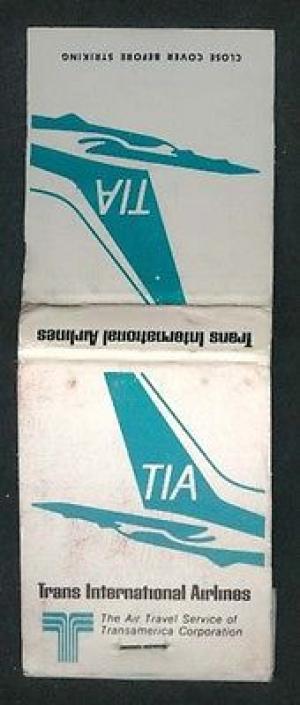 CLOSE COVER BEFORE STRIKING
TIA
Trans International Airlines
TIA
Trans International Airlines
The Air Travel Service of
Transamerica Corporation